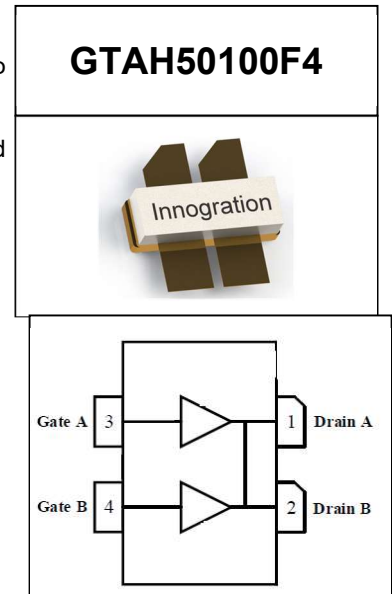 o
GTAH50100F4
d
Innogration
Gate A 3 1 Drain A
Gate B 4 2 Drain B